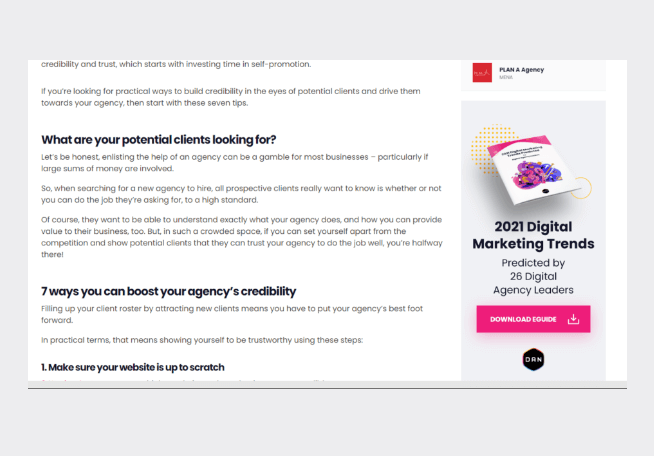 credibility and trust, which starts with investing time in self-promotion.
If you're looking for practical ways to build credibility in the eyes of potential clients and drive them
towards your agency, then start with these seven tips.
What are your potential clients looking for?
Let's be honest, enlisting the help of an agency can be a gamble for most businesses – particularly if
large sums of money are involved.
So, when searching for a new agency to hire, all prospective clients really want to know is whether or not
you can do the job they're asking for, to a high standard.
Of course, they want to be able to understand exactly what your agency does, and how you can provide
value to their business, too. But, in such a crowded space, if you can set yourself apart from the
competition and show potential clients that they can trust your agency to do the job well, you're halfway
there!
7 ways you can boost your agency's credibility
Filling up your client roster by attracting new clients means you have to put your agency's best foot
forward.
In practical terms, that means showing yourself to be trustworthy using these steps:
1. Make sure your website is up to scratch
PLAN A Agency
MENA
2021 Digital
Marketing Trends
Predicted by
26 Digital
Agency Leaders
DOWNLOAD EGUIDE
DAN